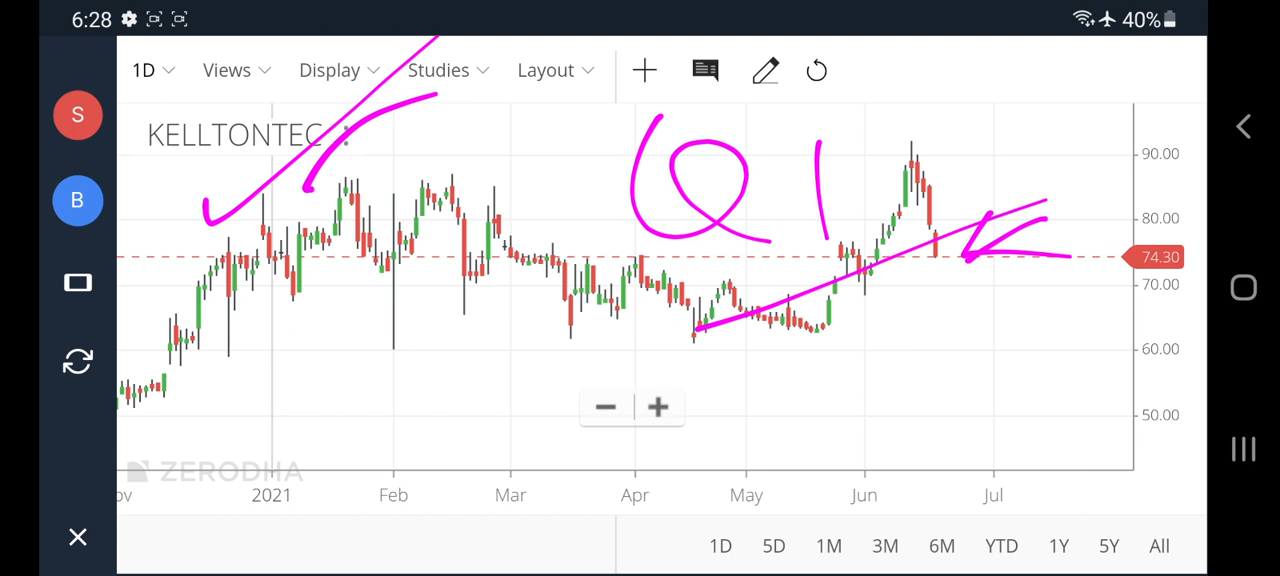 6:28 40%
1D Views Display Studies Layout
S
KELLTONTEC
90.00
B
80.00
74.30
70.00
60.00
50.00
ZERODHA
ov 2021 Feb Mar Apr May Jun Jul
1D 5D 1M 3M 6M YTD 1Y 5Y All